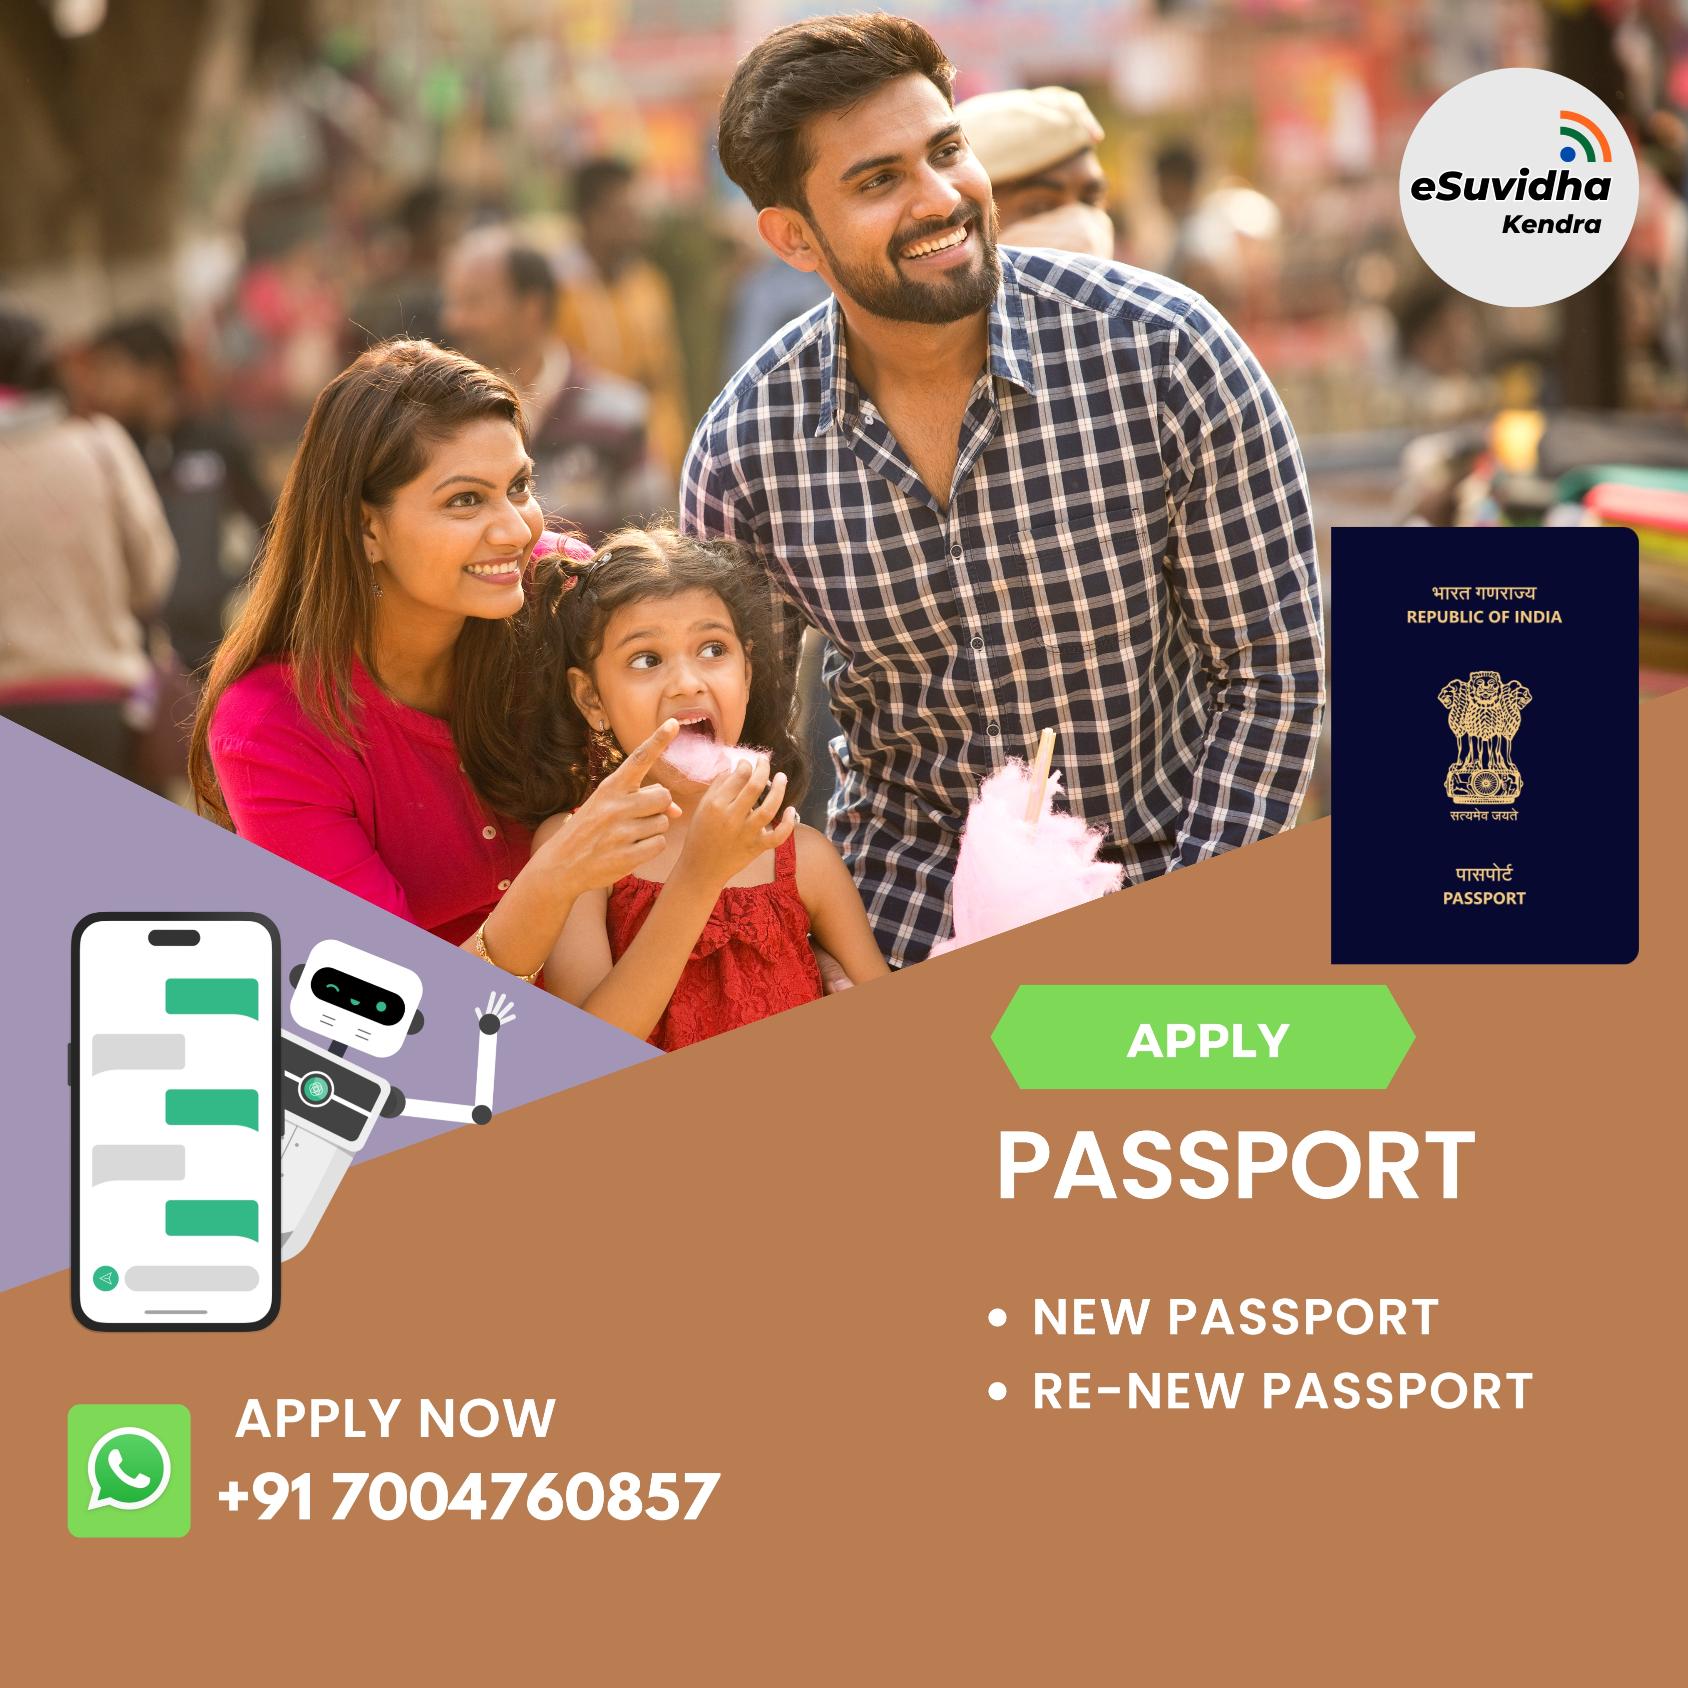 eSuvidha
Kendra
भारत गणराज्य
REPUBLIC OF INDIA
सत्यमेव जयते
पासपोर्ट
PASSPORT
APPLY
PASSPORT
• NEW PASSPORT
• RE-NEW PASSPORT
APPLY NOW
+91 7004760857